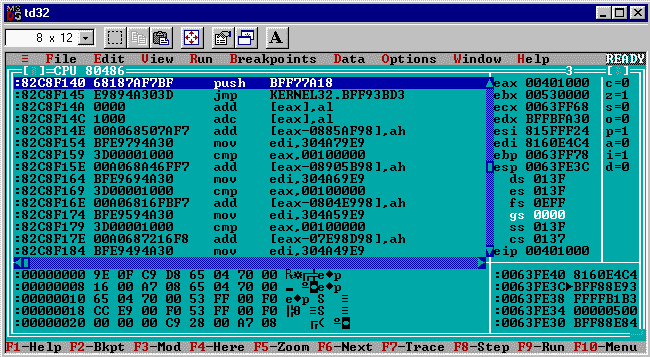 td32
8 x 12
≡ File Edit View Run Breakpoints Data Options Window Help READY
CPU 80486 3
:82C8F140 68187AF7BF push BFF77A18 eax 00401000 c=0
:82C8F145 E9894A303D jmp KERNEL32.BFF93BD3 ebx 00530000 z=1
:82C8F14A 0000 add [eax],al ecx 0063FF68 s=0
:82C8F14C 1000 adc [eax],al edx BFFBFA30 o=0
:82C8F14E 00A068507AF7 add [eax-0885AF98],ah esi 815FFF24 p=1
:82C8F154 BFE9794A30 mov edi,304A79E9 edi 8160E4C4 a=0
:82C8F159 3D00001000 cmp eax,00100000 ebp 0063FF78 i=1
:82C8F15E 00A068A46FF7 add [eax-08905B98],ah esp 0063FE3C d=0
:82C8F164 BFE9694A30 mov edi,304A69E9 ds 013F
:82C8F169 3D00001000 cmp eax,00100000 es 013F
:82C8F16E 00A06816FBF7 add [eax-0804E998],ah fs 0EFF
:82C8F174 BFE9594A30 mov edi,304A59E9 gs 0000
:82C8F179 3D00001000 cmp eax,00100000 ss 013F
:82C8F17E 00A0687216F8 add [eax-07E98D98],ah cs 0137
:82C8F184 BFE9494A30 mov edi,304A49E9 eip 00401000
:00000000 9E 0F C9 D8 65 04 70 00 :0063FE40 8160E4C4
:00000008 16 00 A7 08 65 04 70 00 :0063FE3C►BFF88E93
:00000010 65 04 70 00 53 FF 00 F0 e♦p S ≡ :0063FE38 FFFFB1B3
:00000018 CC E9 00 F0 53 FF 00 F0 :0063FE34 00000500
:00000020 00 00 00 C9 28 00 A7 08 :0063FE30 BFF88E84
F1-Help F2-Bkpt F3-Mod F4-Here F5-Zoom F6-Next F7-Trace F8-Step F9-Run F10-Menu